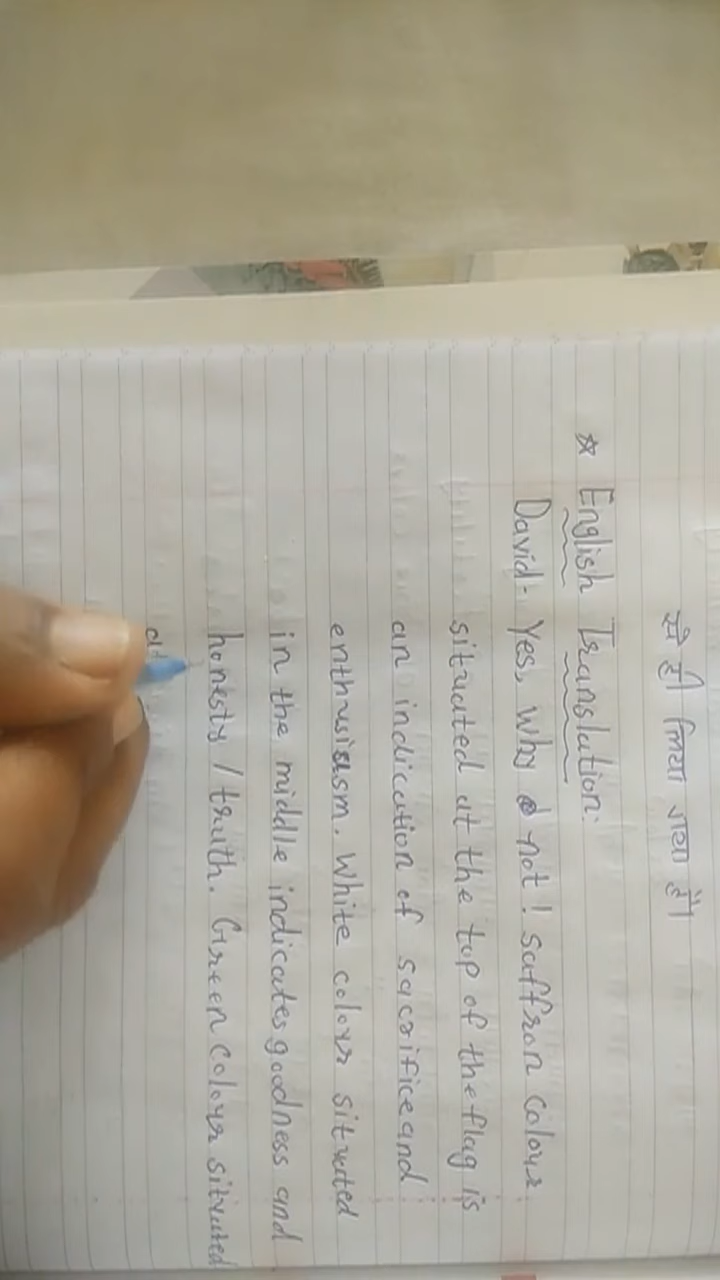 से ही लिया गया है।
☆ English Translation:
David- Yes, why not! Saffron colour
situated at the top of the flag is
an indication of sacrifice and
enthusiasm. White colour situated
in the middle indicates goodness and
honesty / truth. Green colour situated
at